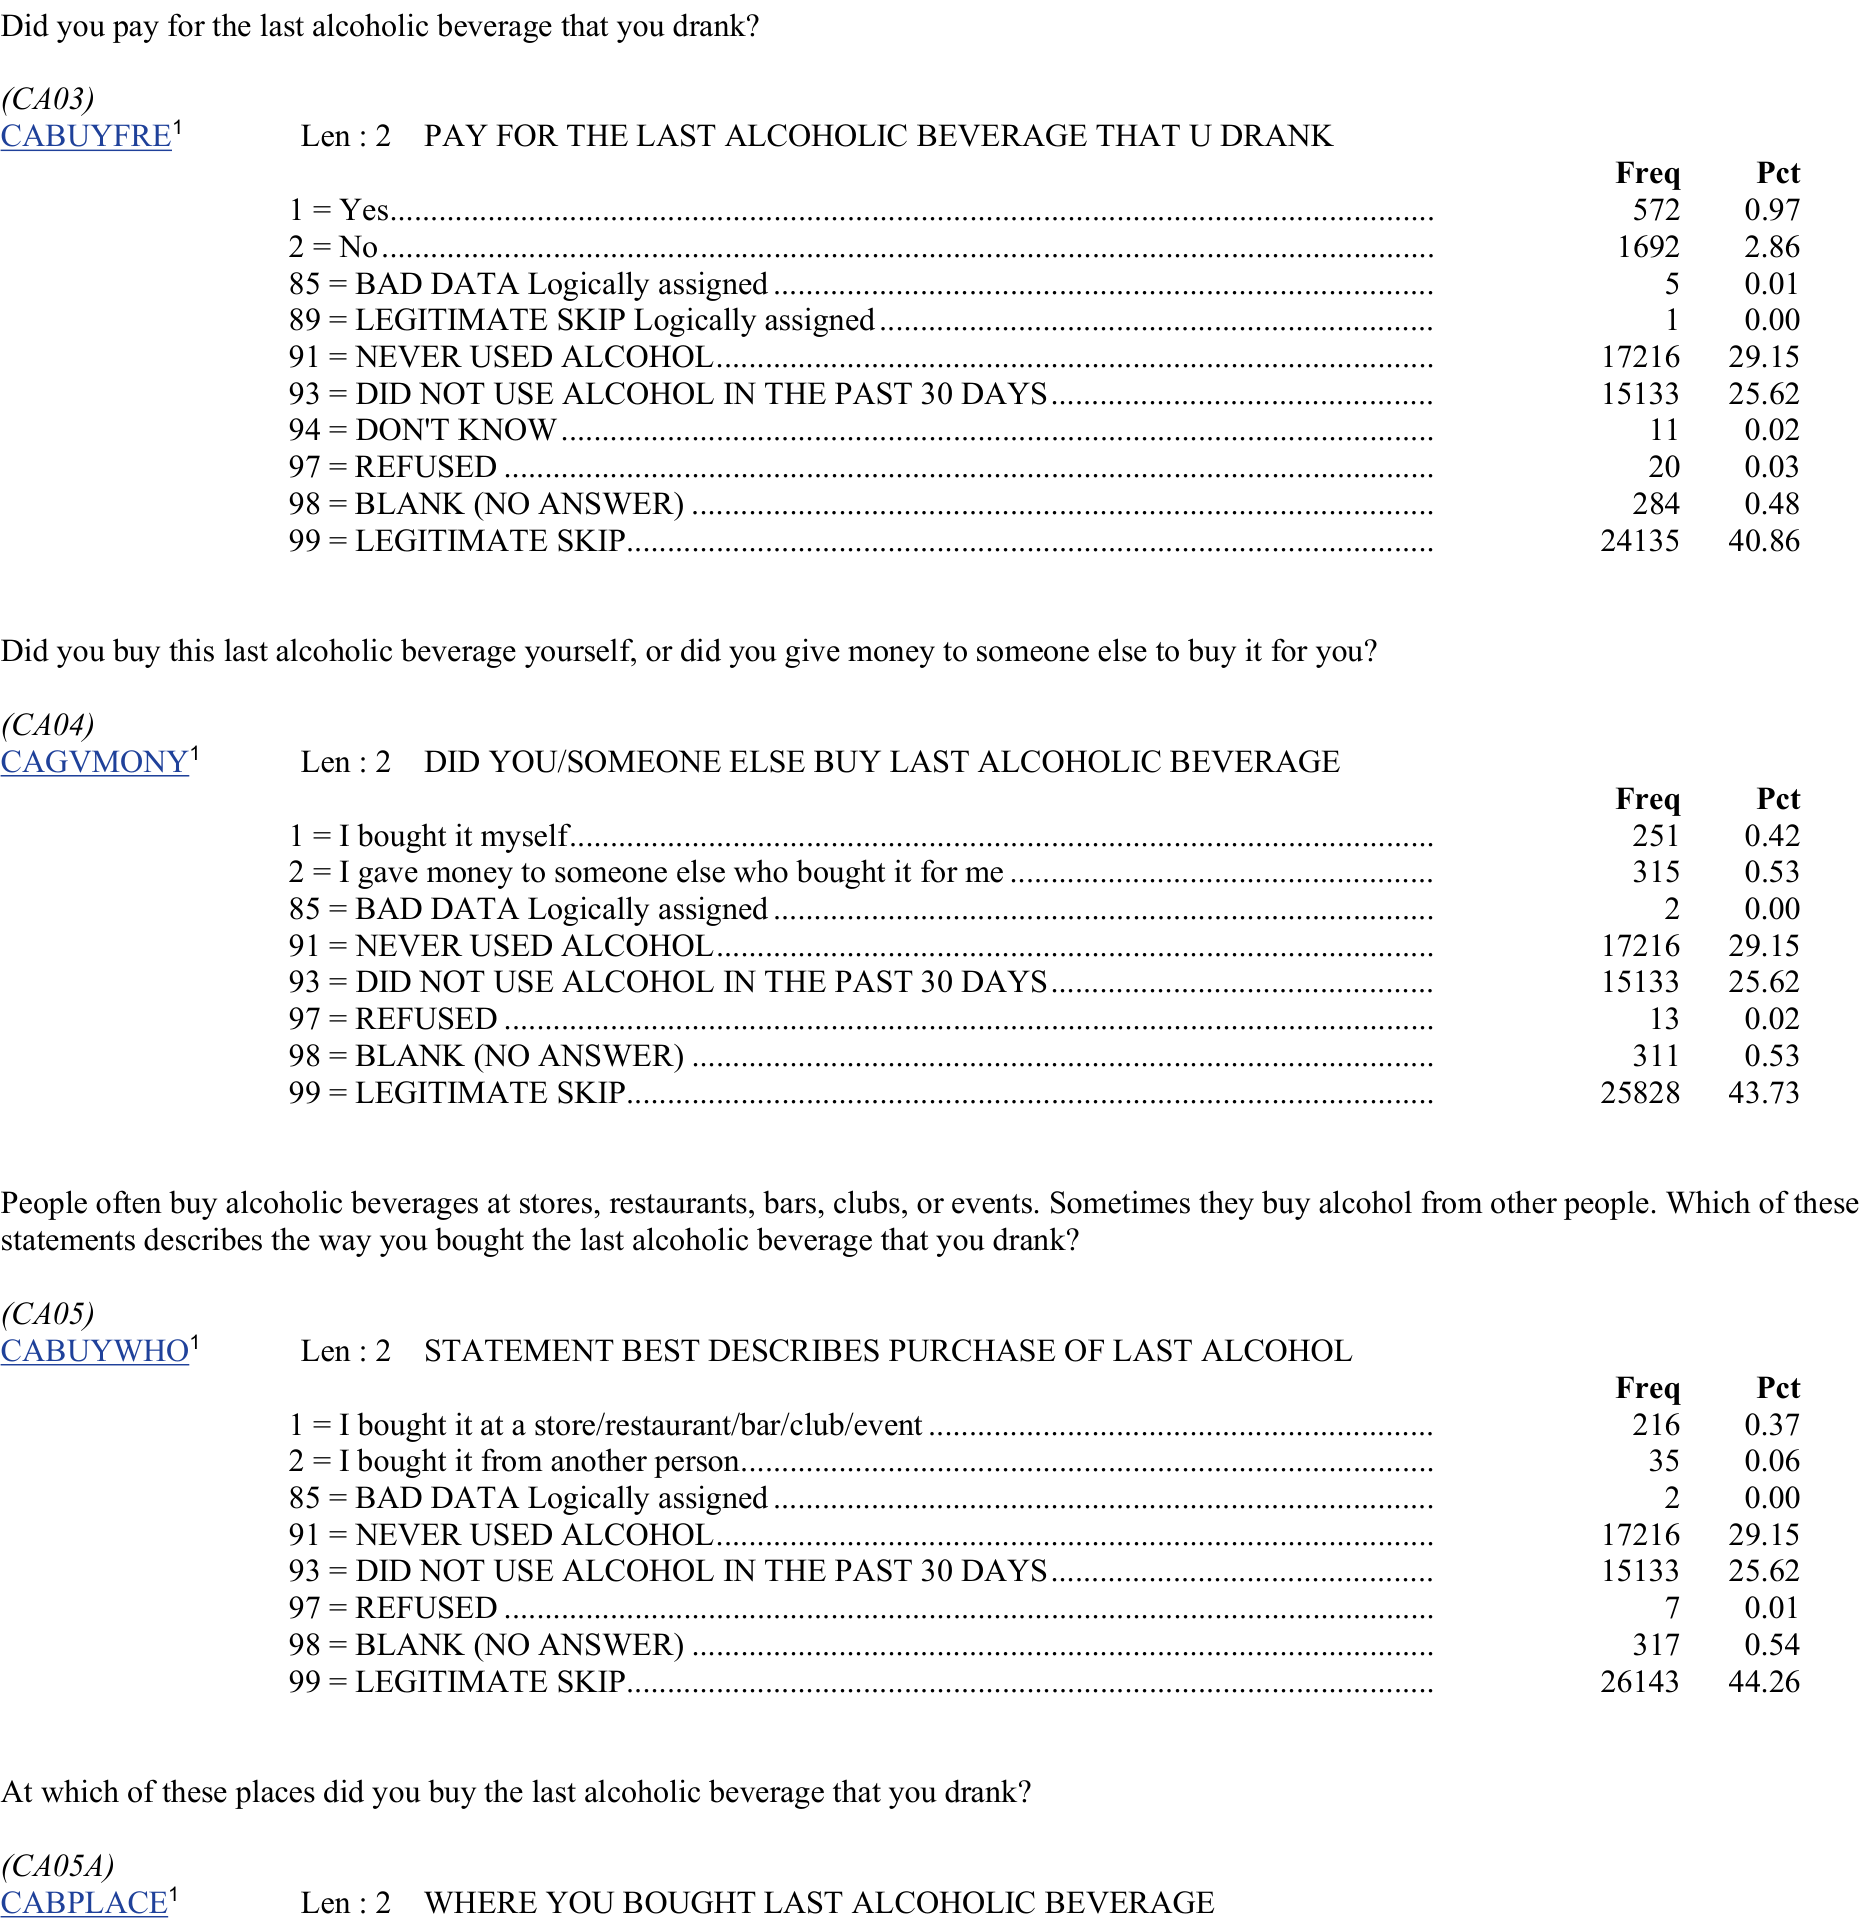 Did you pay for the last alcoholic beverage that you drank?
(CA03)
CABUYFRE1 Len : 2 PAY FOR THE LAST ALCOHOLIC BEVERAGE THAT U DRANK
Freq Pct
1 = Yes 572 0.97
2 = No 1692 2.86
85 = BAD DATA Logically assigned 5 0.01
89 = LEGITIMATE SKIP Logically assigned 1 0.00
91 = NEVER USED ALCOHOL 17216 29.15
93 = DID NOT USE ALCOHOL IN THE PAST 30 DAYS 15133 25.62
94 = DON'T KNOW 11 0.02
97 = REFUSED 20 0.03
98 = BLANK (NO ANSWER) 284 0.48
99 = LEGITIMATE SKIP 24135 40.86
Did you buy this last alcoholic beverage yourself, or did you give money to someone else to buy it for you?
(CA04)
CAGVMONY1 Len : 2 DID YOU/SOMEONE ELSE BUY LAST ALCOHOLIC BEVERAGE
Freq Pct
1 = I bought it myself 251 0.42
2 = I gave money to someone else who bought it for me 315 0.53
85 = BAD DATA Logically assigned 2 0.00
91 = NEVER USED ALCOHOL 17216 29.15
93 = DID NOT USE ALCOHOL IN THE PAST 30 DAYS 15133 25.62
97 = REFUSED 13 0.02
98 = BLANK (NO ANSWER) 311 0.53
99 = LEGITIMATE SKIP 25828 43.73
People often buy alcoholic beverages at stores, restaurants, bars, clubs, or events. Sometimes they buy alcohol from other people. Which of these
statements describes the way you bought the last alcoholic beverage that you drank?
(CA05)
CABUYWHO1 Len : 2 STATEMENT BEST DESCRIBES PURCHASE OF LAST ALCOHOL
Freq Pct
1 = I bought it at a store/restaurant/bar/club/event 216 0.37
2 = I bought it from another person 35 0.06
85 = BAD DATA Logically assigned 2 0.00
91 = NEVER USED ALCOHOL 17216 29.15
93 = DID NOT USE ALCOHOL IN THE PAST 30 DAYS 15133 25.62
97 = REFUSED 7 0.01
98 = BLANK (NO ANSWER) 317 0.54
99 = LEGITIMATE SKIP 26143 44.26
At which of these places did you buy the last alcoholic beverage that you drank?
(CA05A)
CABPLACE1 Len : 2 WHERE YOU BOUGHT LAST ALCOHOLIC BEVERAGE